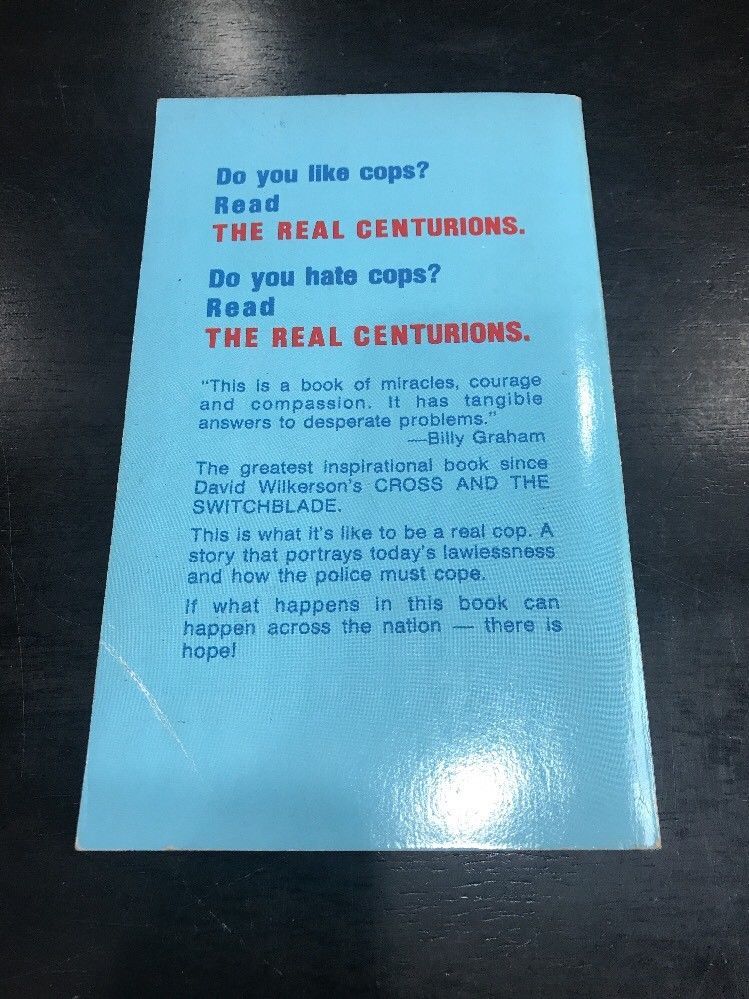 Do you like cops?
Read
THE REAL CENTURIONS.
Do you hate cops?
Read
THE REAL CENTURIONS.
"This is a book of miracles, courage
and compassion. It has tangible
answers to desperate problems."
—Billy Graham
The greatest inspirational book since
David Wilkerson's CROSS AND THE
SWITCHBLADE.
This is what it's like to be a real cop. A
story that portrays today's lawlessness
and how the police must cope.
If what happens in this book can
happen across the nation — there is
hope!